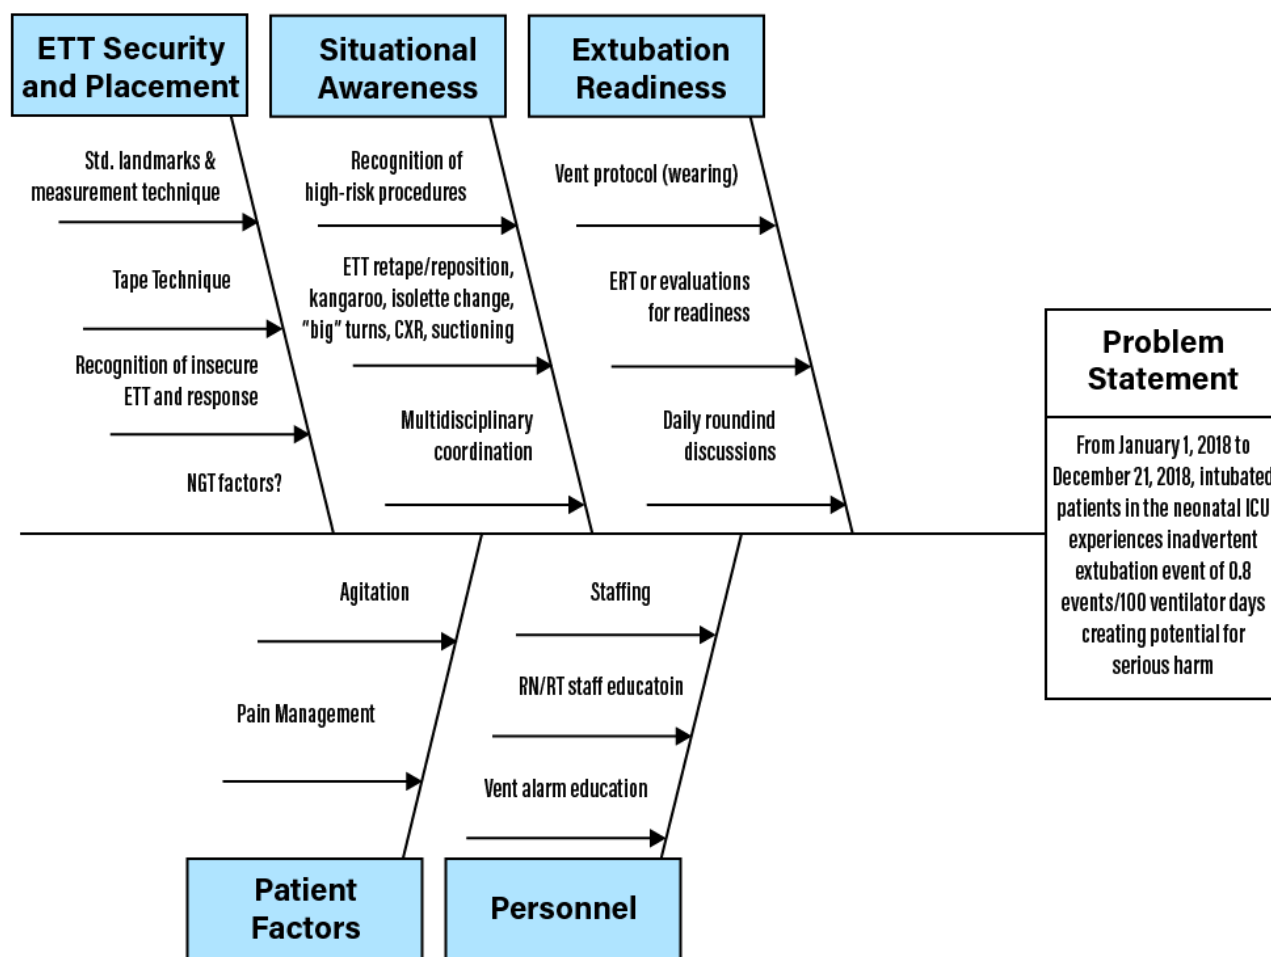 ETT Security
and Placement
Std. landmarks &
measurement technique
Tape Technique
Recognition of insecure
ETT and response
NGT factors?
Situational
Awareness
Recognition of
high-risk procedures
ETT retape/reposition,
kangaroo, isolette change,
"big" turns, CXR, suctioning
Multidisciplinary
coordination
Extubation
Readiness
Vent protocol (wearing)
ERT or evaluations
for readiness
Daily roundind
discussions
Problem
Statement
From January 1, 2018 to
December 21, 2018, intubated
patients in the neonatal ICU
experiences inadvertent
extubation event of 0.8
events/100 ventilator days
creating potential for
serious harm
Agitation
Pain Management
Patient
Factors
Staffing
RN/RT staff educatoin
Vent alarm education
Personnel